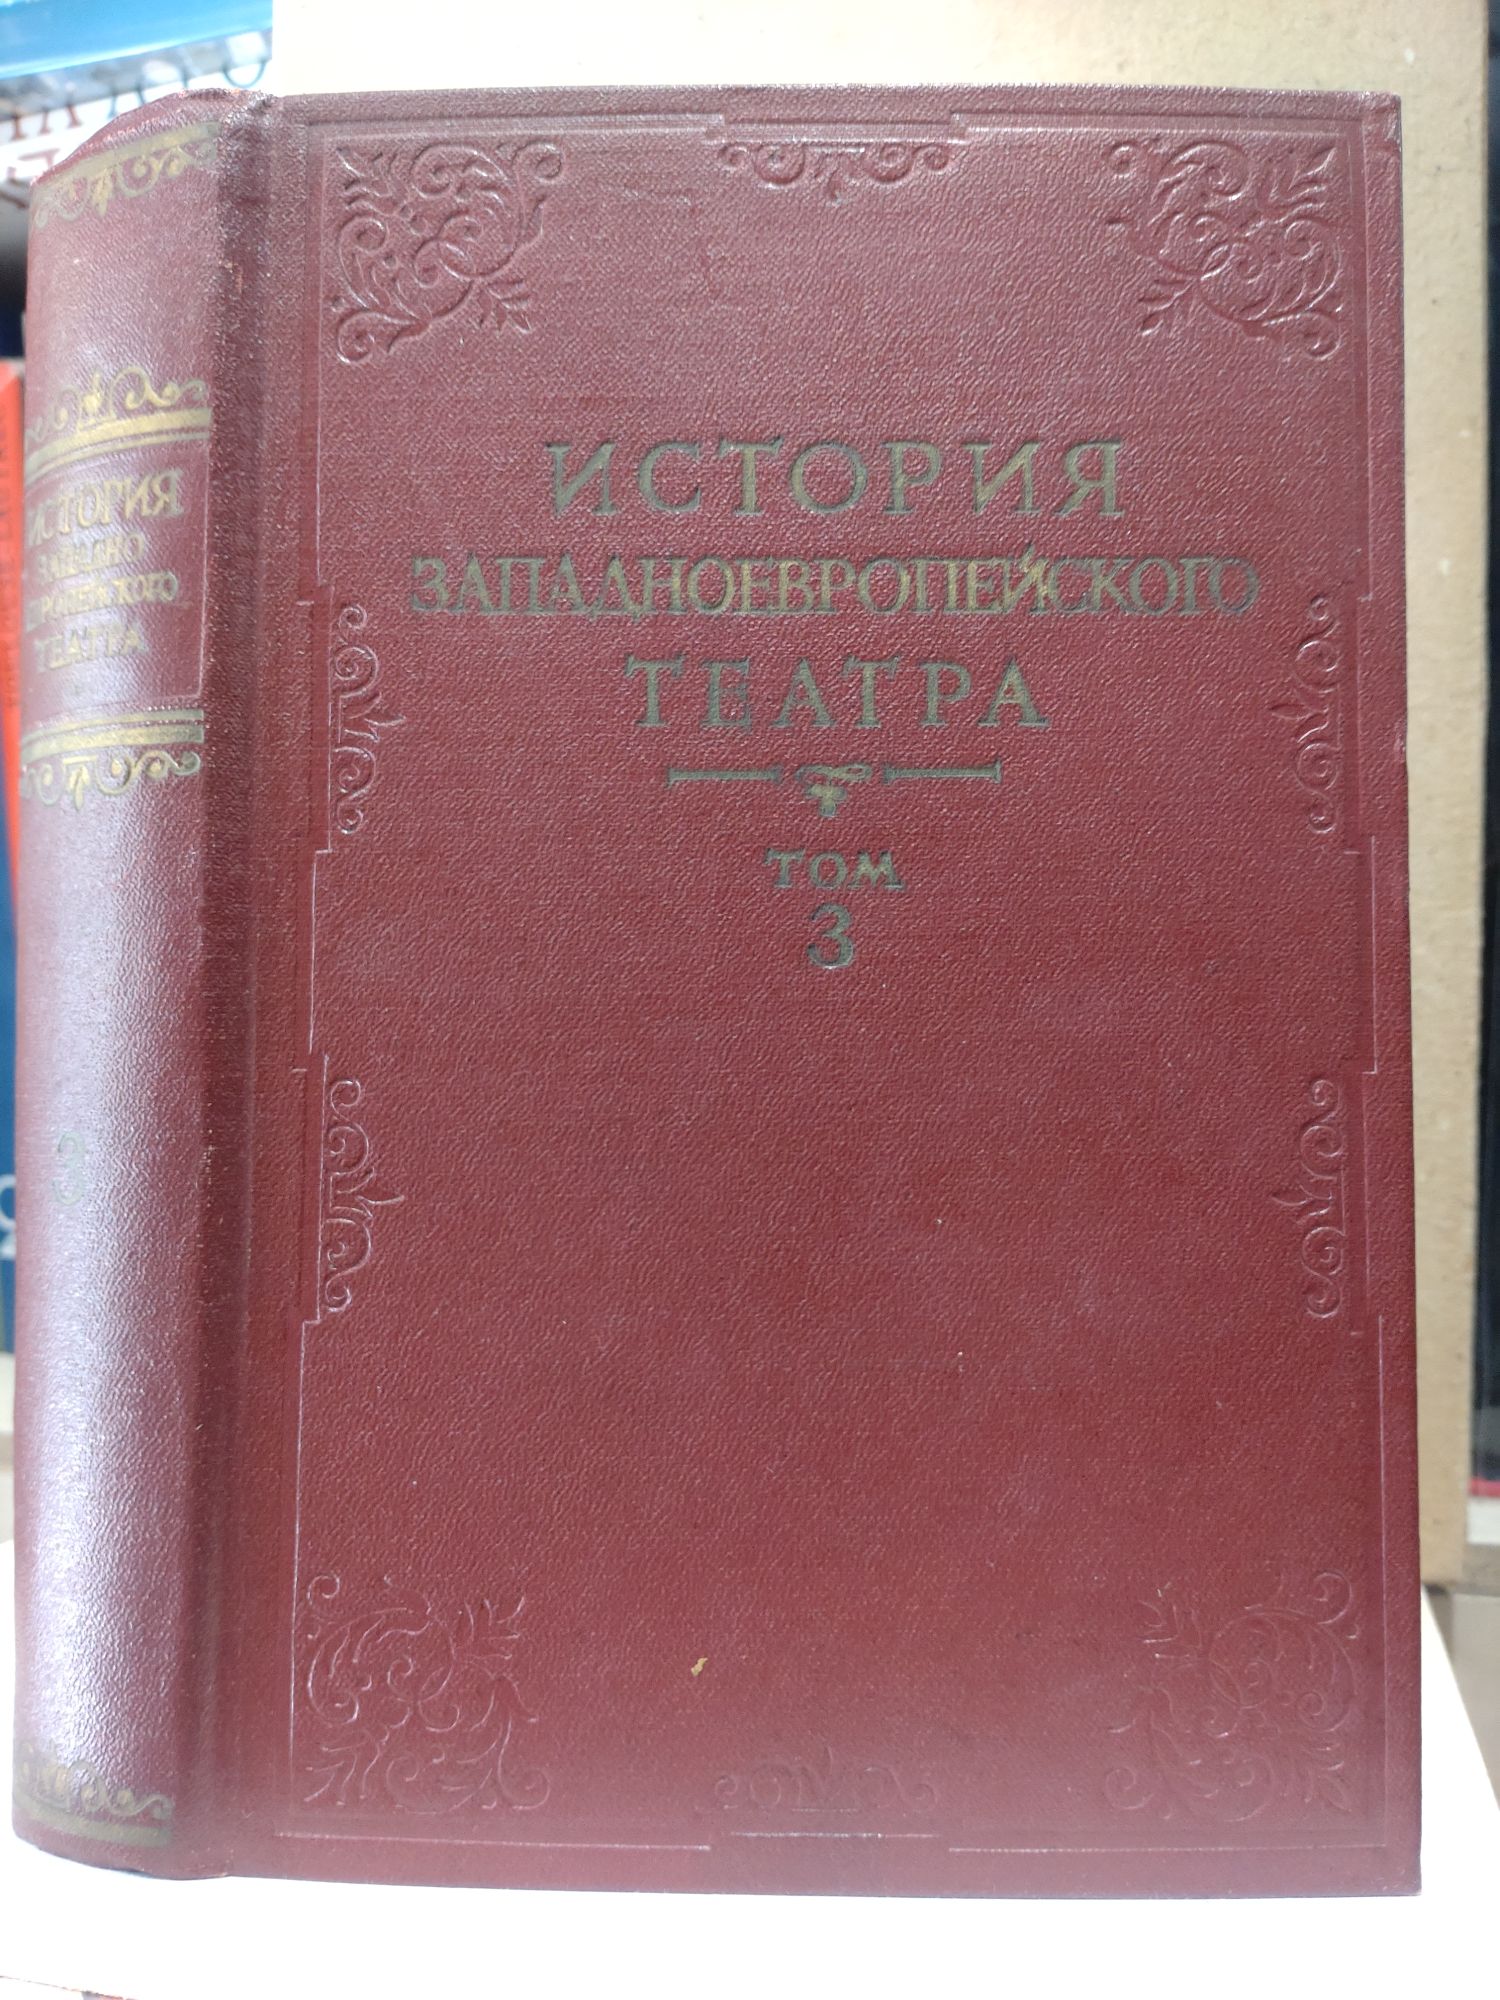 ИСТОРИЯ
ЗАПАДНО
ЕВРОПЕЙСКОГО
ТЕАТРА
3
ИСТОРИЯ
ЗАПАДНОЕВРОПЕЙСКОГО
ТЕАТРА
ТОМ
3